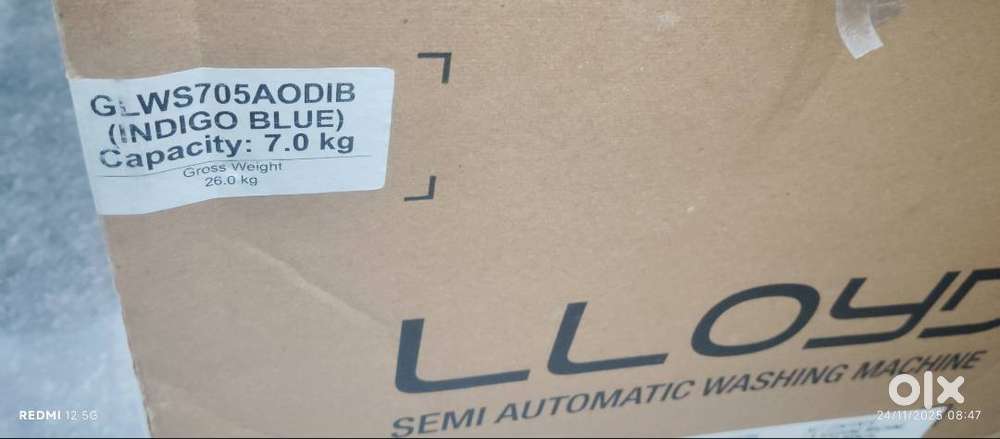 GLWS705AODIB
(INDIGO BLUE)
Capacity: 7.0 kg
Gross Weight
26.0 kg
LLOYD
SEMI AUTOMATIC WASHING MACHINE
olx
REDMI 12 5G
24/11/2025 08:47